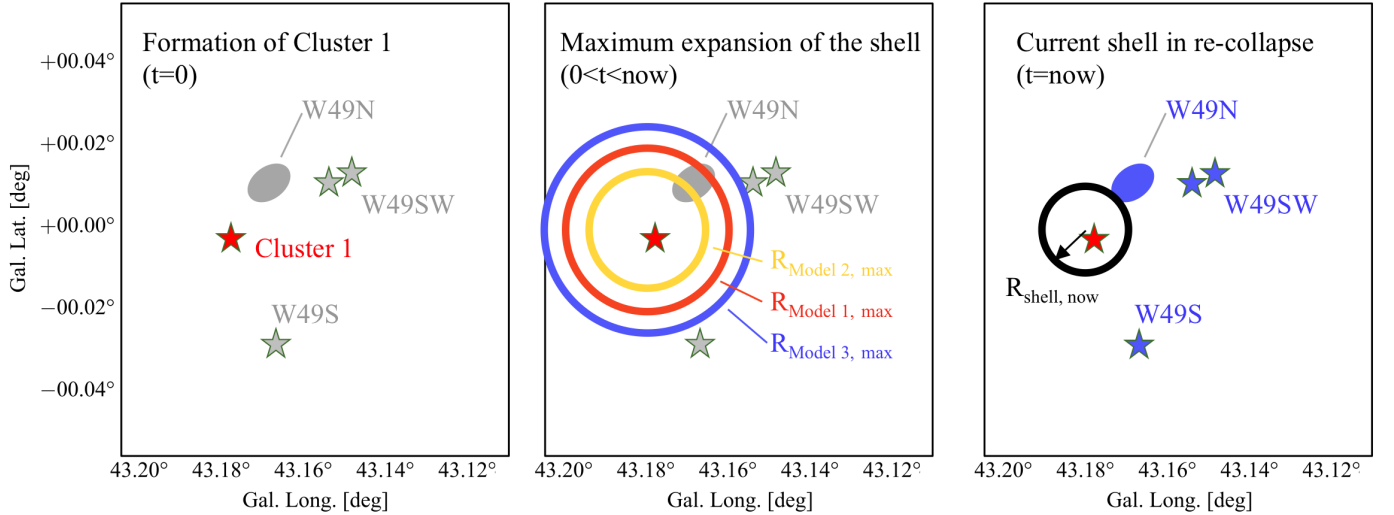 Formation of Cluster 1
(t=0)
W49N
W49SW
Cluster 1
W49S
+00.04°
+00.02°
+00.00°
−00.02°
−00.04°
Gal. Lat. [deg]
43.20° 43.18° 43.16° 43.14° 43.12°
Gal. Long. [deg]
Maximum expansion of the shell
(0<t<now)
W49N
W49SW
R Model 2, max
R Model 1, max
R Model 3, max
43.20° 43.18° 43.16° 43.14° 43.12°
Gal. Long. [deg]
Current shell in re-collapse
(t=now)
W49N
W49SW
R shell, now
W49S
43.20° 43.18° 43.16° 43.14° 43.12°
Gal. Long. [deg]